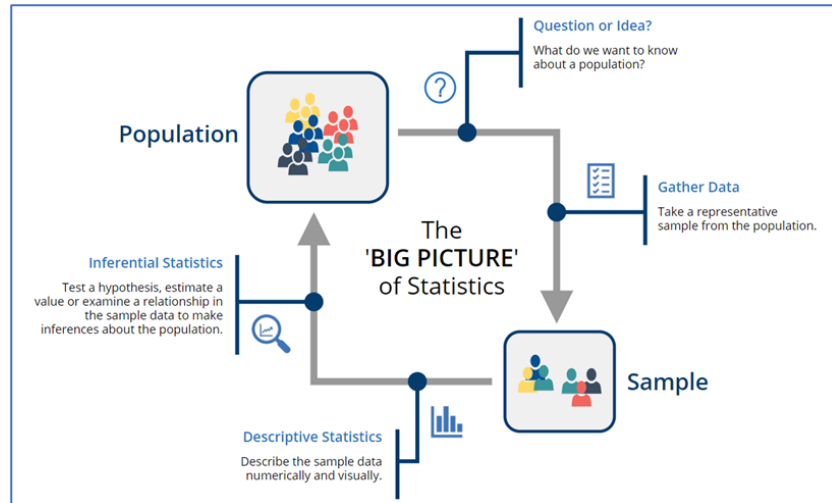 Question or Idea?
What do we want to know
about a population?
?
Population
Gather Data
Take a representative
sample from the population.
The
'BIG PICTURE'
of Statistics
Inferential Statistics
Test a hypothesis, estimate a
value or examine a relationship in
the sample data to make
inferences about the population.
Sample
Descriptive Statistics
Describe the sample data
numerically and visually.